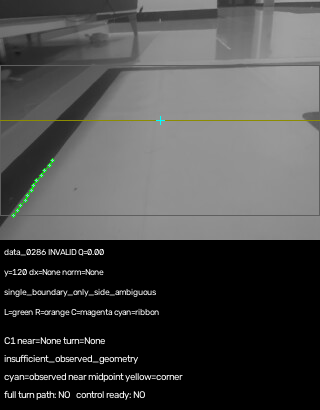 data_0286 INVALID Q=0.00
y=120 dx=None norm=None
single_boundary_only_side_ambiguous
L=green R=orange C=magenta cyan=ribbon
C1 near=None turn=None
insufficient_observed_geometry
cyan=observed near midpoint yellow=corner
full turn path: NO control ready: NO